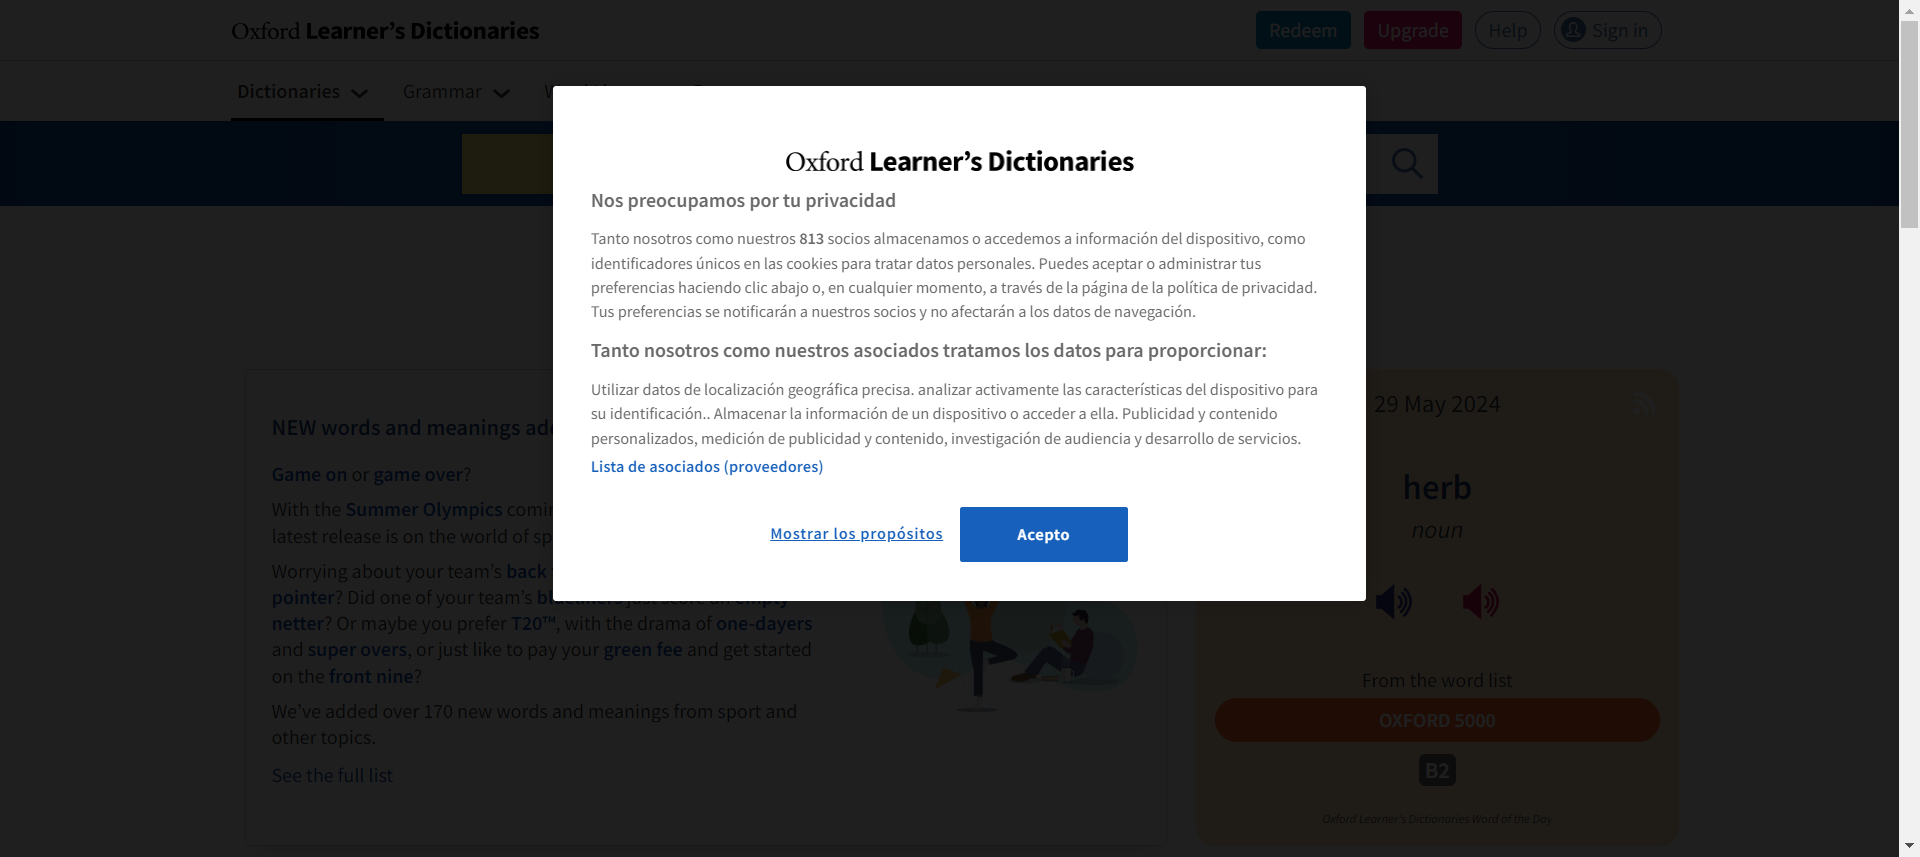 Oxford Learner's Dictionaries
Redeem
Upgrade
Help
Sign in
Dictionaries
Grammar
Oxford Learner's Dictionaries
Nos preocupamos por tu privacidad
Tanto nosotros como nuestros 813 socios almacenamos o accedemos a información del dispositivo, como
identificadores únicos en las cookies para tratar datos personales. Puedes aceptar o administrar tus
preferencias haciendo clic abajo o, en cualquier momento, a través de la página de la política de privacidad.
Tus preferencias se notificarán a nuestros socios y no afectarán a los datos de navegación.
Tanto nosotros como nuestros asociados tratamos los datos para proporcionar:
Utilizar datos de localización geográfica precisa. analizar activamente las características del dispositivo para
su identificación.. Almacenar la información de un dispositivo o acceder a ella. Publicidad y contenido
personalizados, medición de publicidad y contenido, investigación de audiencia y desarrollo de servicios.
Lista de asociados (proveedores)
Mostrar los propósitos
Acepto
NEW words and meanings
Game on or game over?
With the Summer Olympics
latest release is on the world of
Worrying about your team's back
pointer? Did one of your team's
netter? Or maybe you prefer T20™, with the drama of one-dayers
and super overs, or just like to pay your green fee and get started
on the front nine?
We've added over 170 new words and meanings from sport and
other topics.
See the full list
29 May 2024
herb
noun
From the word list
OXFORD 5000
B2
Oxford Learner's Dictionaries Word of the Day